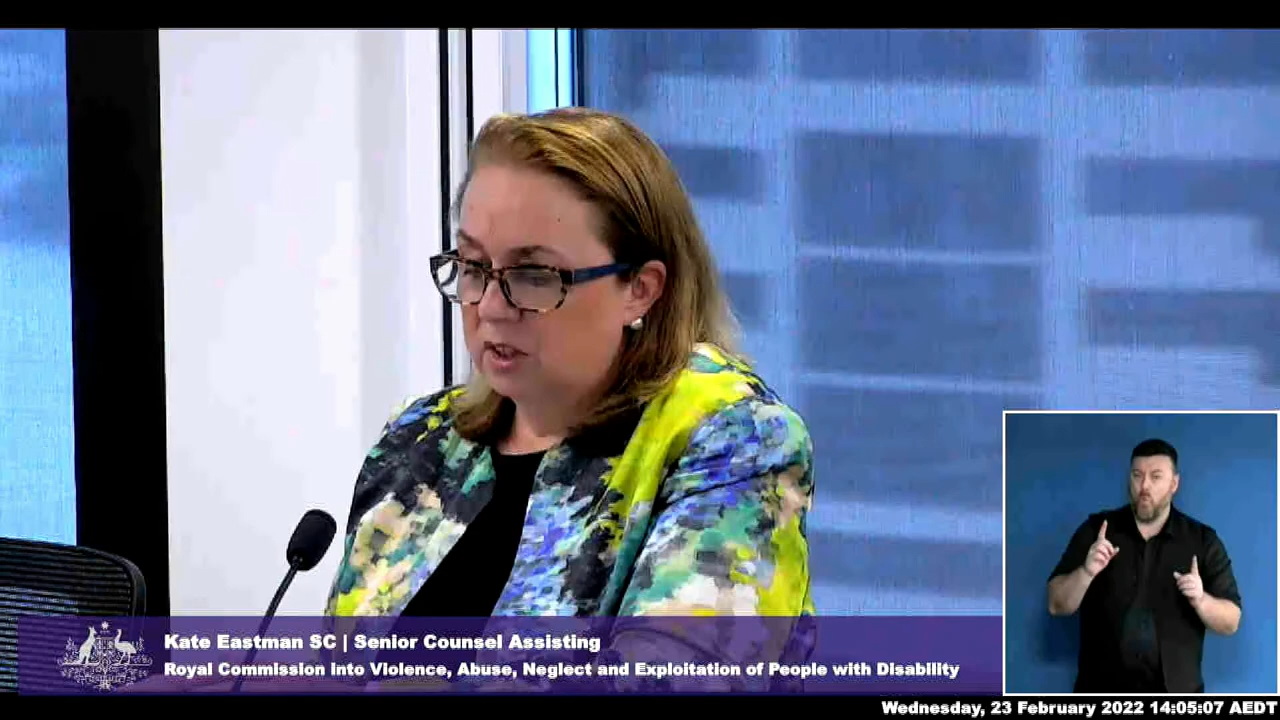 Kate Eastman SC | Senior Counsel Assisting
Royal Commission into Violence, Abuse, Neglect and Exploitation of People with Disability
Wednesday, 23 February 2022 14:05:07 AEDT